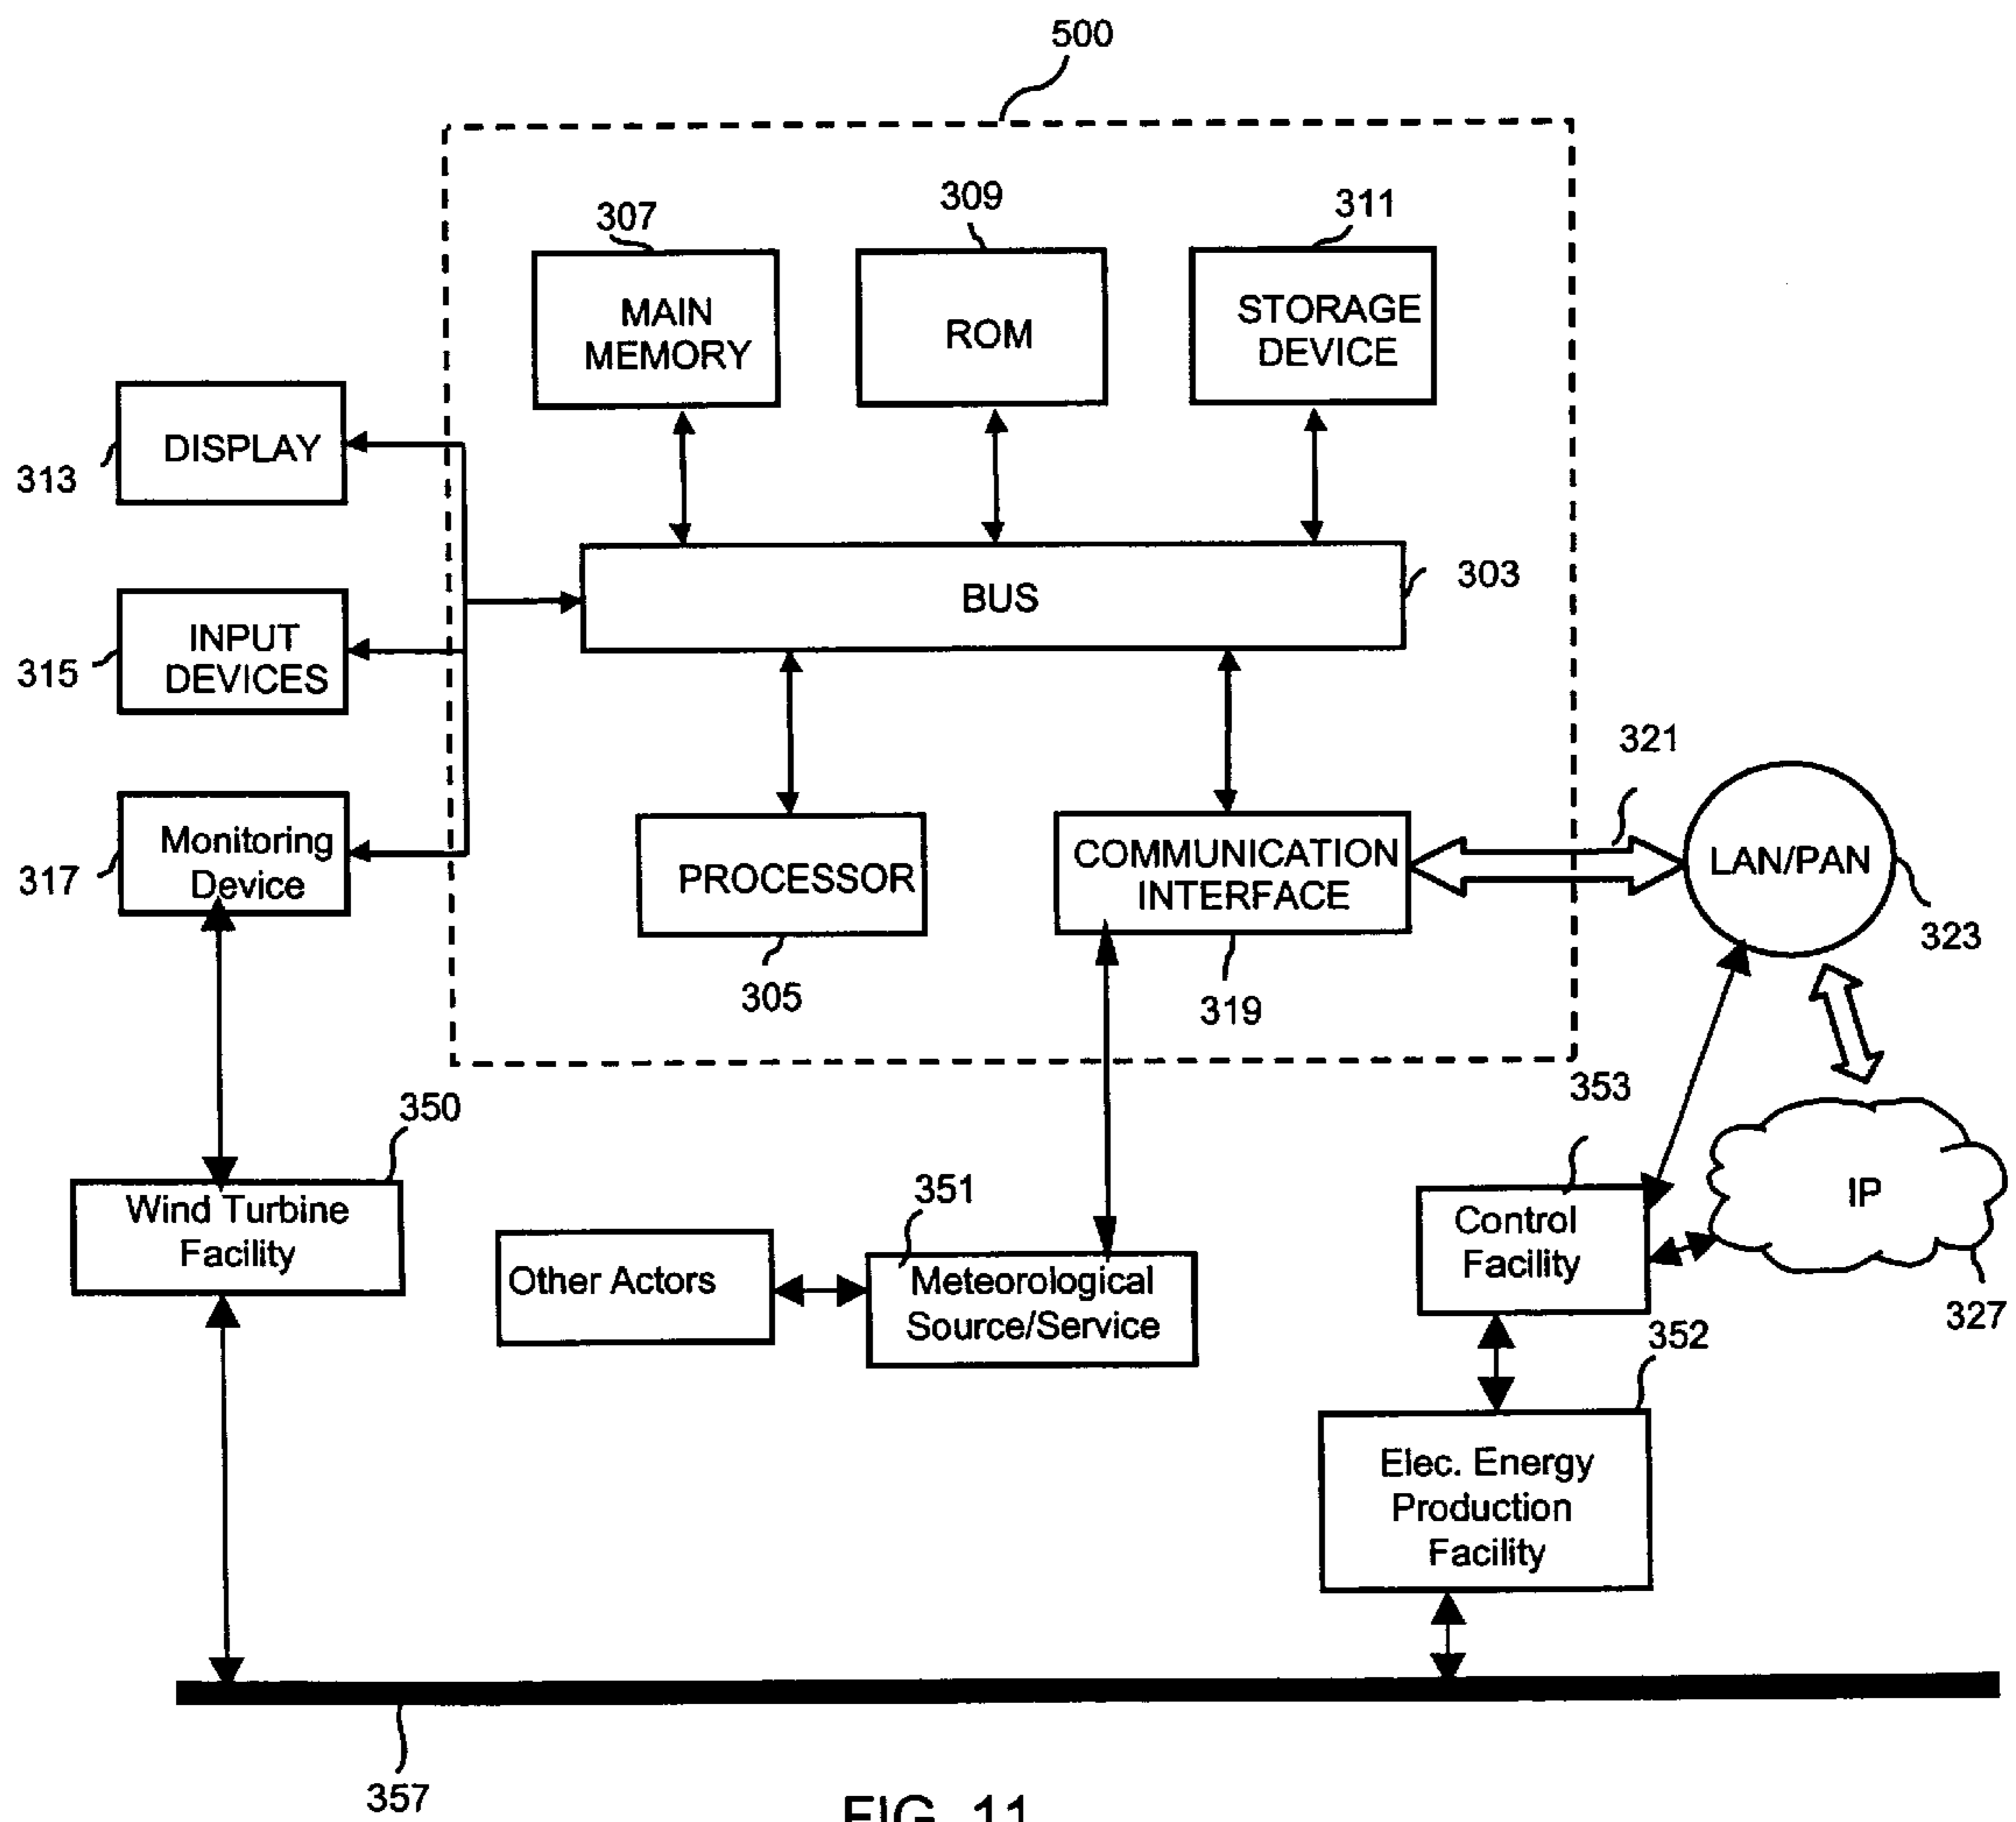 500
307
309
311
MAIN
MEMORY
ROM
STORAGE
DEVICE
DISPLAY
313
BUS
303
INPUT
DEVICES
315
321
Monitoring
Device
317
PROCESSOR
305
COMMUNICATION
INTERFACE
319
LAN/PAN
323
353
350
Wind Turbine
Facility
351
Other Actors
Meteorological
Source/Service
Control
Facility
IP
327
352
Elec. Energy
Production
Facility
357
FIG. 11